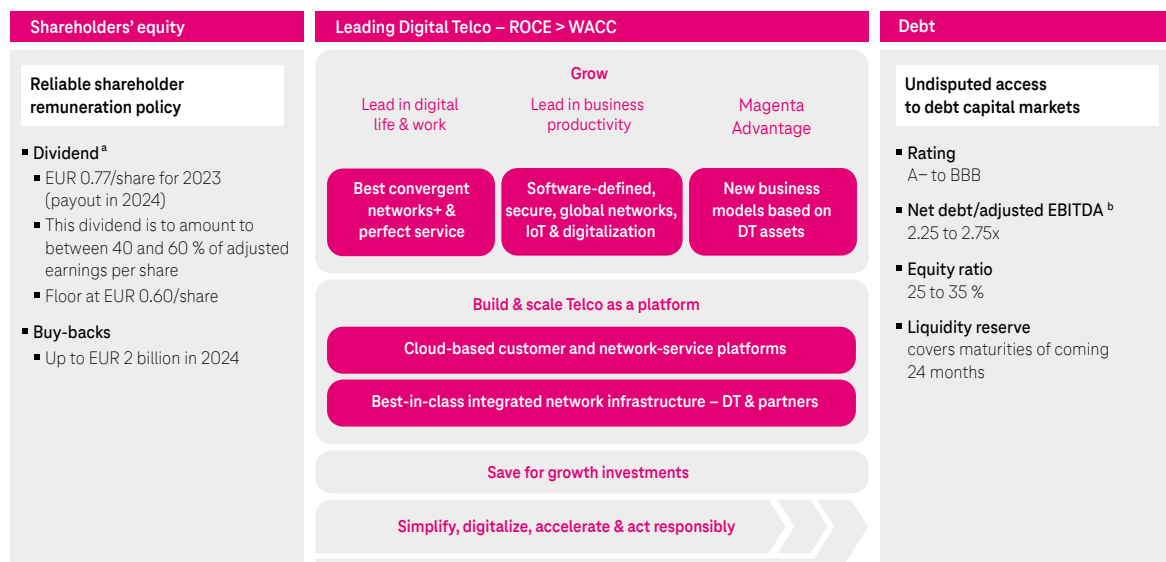 Shareholders' equity
Reliable shareholder
remuneration policy
▪ Dividend ᵃ
▪ EUR 0.77/share for 2023
(payout in 2024)
▪ This dividend is to amount to
between 40 and 60 % of adjusted
earnings per share
▪ Floor at EUR 0.60/share
▪ Buy-backs
▪ Up to EUR 2 billion in 2024
Leading Digital Telco – ROCE > WACC
Grow
Lead in digital
life & work
Lead in business
productivity
Magenta
Advantage
Best convergent
networks+ &
perfect service
Software-defined,
secure, global networks,
IoT & digitalization
New business
models based on
DT assets
Build & scale Telco as a platform
Cloud-based customer and network-service platforms
Best-in-class integrated network infrastructure – DT & partners
Save for growth investments
Simplify, digitalize, accelerate & act responsibly
Debt
Undisputed access
to debt capital markets
▪ Rating
A− to BBB
▪ Net debt/adjusted EBITDA ᵇ
2.25 to 2.75x
▪ Equity ratio
25 to 35 %
▪ Liquidity reserve
covers maturities of coming
24 months